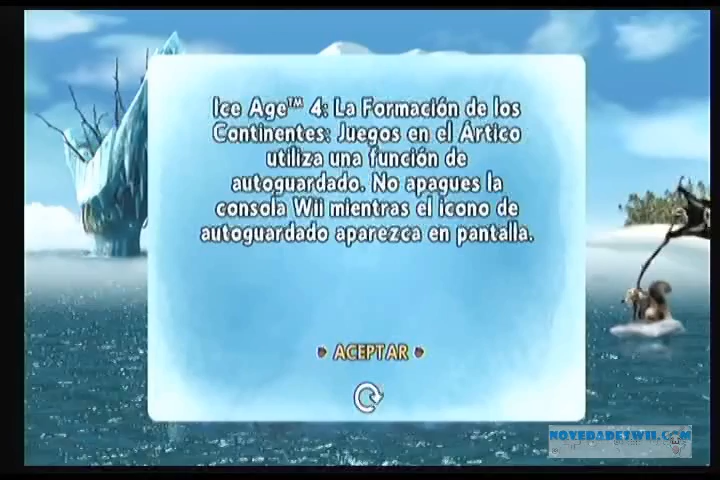 Ice Age™ 4: La Formación de los
Continentes: Juegos en el Ártico
utiliza una función de
autoguardado. No apagues la
consola Wii mientras el icono de
autoguardado aparezca en pantalla.
ACEPTAR
NOVEDADESWII.COM